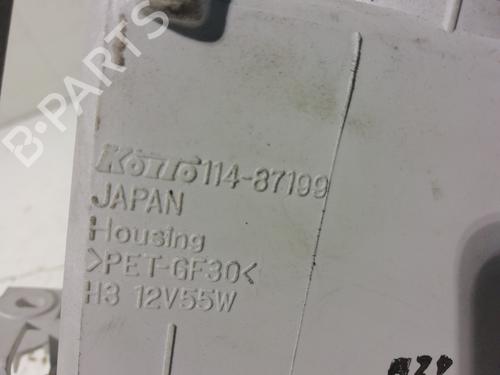 B-PARTS
KOITO 114-87199
JAPAN
Housing
>PET-GF30<
H3 12V55W